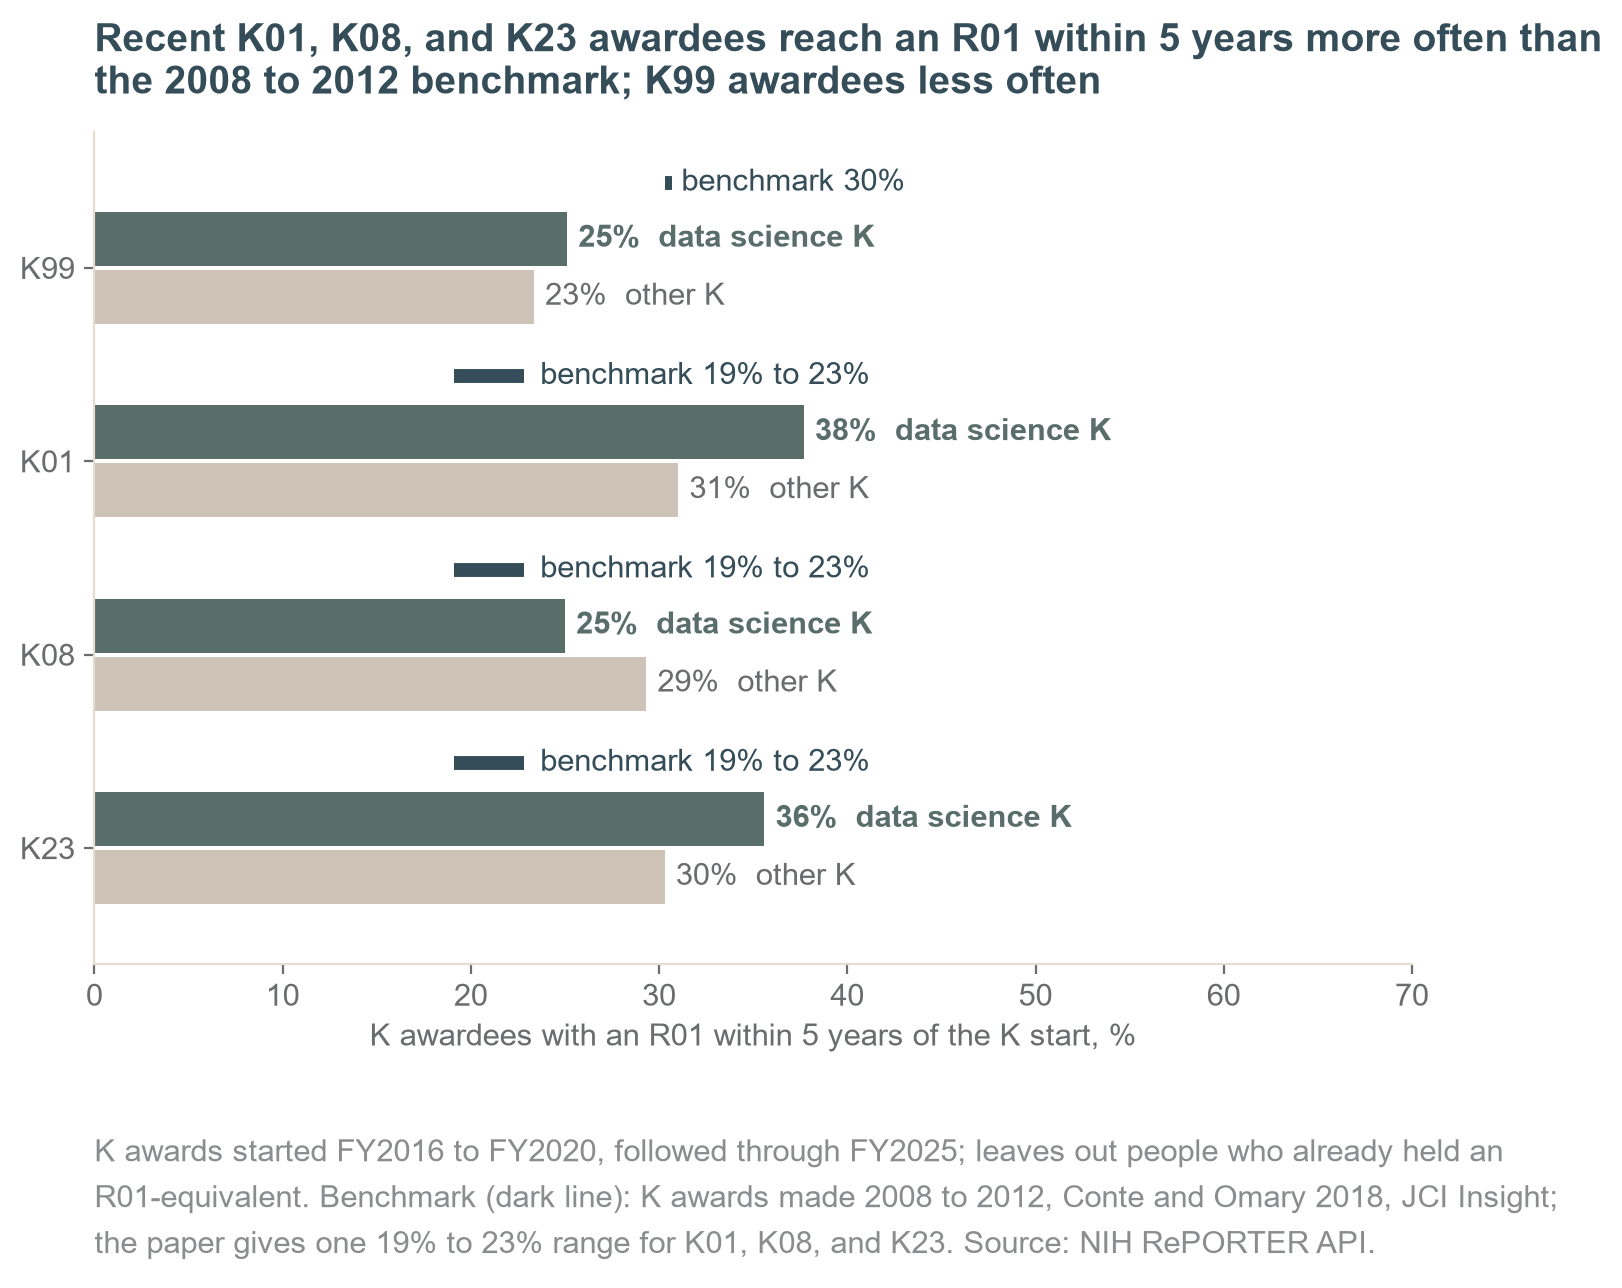 Recent K01, K08, and K23 awardees reach an R01 within 5 years more often than
the 2008 to 2012 benchmark; K99 awardees less often
benchmark 30%
25% data science K
K99
23% other K
benchmark 19% to 23%
38% data science K
K01
31% other K
benchmark 19% to 23%
25% data science K
K08
29% other K
benchmark 19% to 23%
36% data science K
K23
30% other K
0 10 20 30 40 50 60 70
K awardees with an R01 within 5 years of the K start, %
K awards started FY2016 to FY2020, followed through FY2025; leaves out people who already held an
R01-equivalent. Benchmark (dark line): K awards made 2008 to 2012, Conte and Omary 2018, JCI Insight;
the paper gives one 19% to 23% range for K01, K08, and K23. Source: NIH RePORTER API.